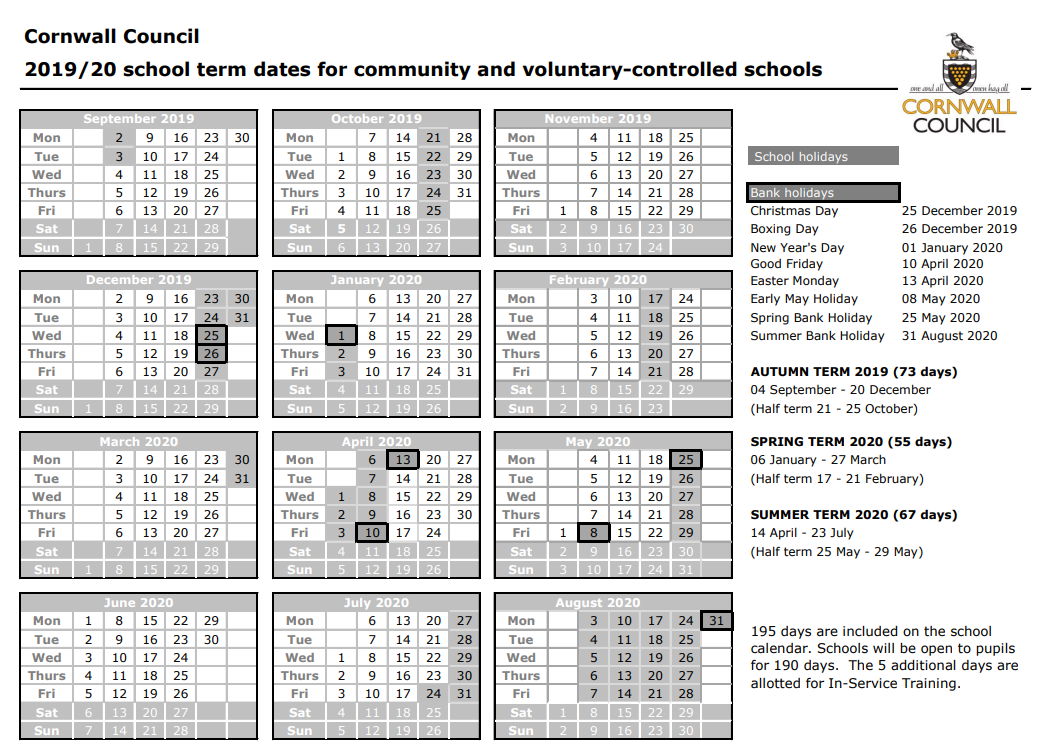 Cornwall Council
2019/20 school term dates for community and voluntary-controlled schools
one and all onen hag oll
CORNWALL
COUNCIL
September 2019
Mon 2 9 16 23 30
Tue 3 10 17 24
Wed 4 11 18 25
Thurs 5 12 19 26
Fri 6 13 20 27
Sat 7 14 21 28
Sun 1 8 15 22 29
October 2019
Mon 7 14 21 28
Tue 1 8 15 22 29
Wed 2 9 16 23 30
Thurs 3 10 17 24 31
Fri 4 11 18 25
Sat 5 12 19 26
Sun 6 13 20 27
November 2019
Mon 4 11 18 25
Tue 5 12 19 26
Wed 6 13 20 27
Thurs 7 14 21 28
Fri 1 8 15 22 29
Sat 2 9 16 23 30
Sun 3 10 17 24
December 2019
Mon 2 9 16 23 30
Tue 3 10 17 24 31
Wed 4 11 18 25
Thurs 5 12 19 26
Fri 6 13 20 27
Sat 7 14 21 28
Sun 1 8 15 22 29
January 2020
Mon 6 13 20 27
Tue 7 14 21 28
Wed 1 8 15 22 29
Thurs 2 9 16 23 30
Fri 3 10 17 24 31
Sat 4 11 18 25
Sun 5 12 19 26
February 2020
Mon 3 10 17 24
Tue 4 11 18 25
Wed 5 12 19 26
Thurs 6 13 20 27
Fri 7 14 21 28
Sat 1 8 15 22 29
Sun 2 9 16 23
March 2020
Mon 2 9 16 23 30
Tue 3 10 17 24 31
Wed 4 11 18 25
Thurs 5 12 19 26
Fri 6 13 20 27
Sat 7 14 21 28
Sun 1 8 15 22 29
April 2020
Mon 6 13 20 27
Tue 7 14 21 28
Wed 1 8 15 22 29
Thurs 2 9 16 23 30
Fri 3 10 17 24
Sat 4 11 18 25
Sun 5 12 19 26
May 2020
Mon 4 11 18 25
Tue 5 12 19 26
Wed 6 13 20 27
Thurs 7 14 21 28
Fri 1 8 15 22 29
Sat 2 9 16 23 30
Sun 3 10 17 24 31
June 2020
Mon 1 8 15 22 29
Tue 2 9 16 23 30
Wed 3 10 17 24
Thurs 4 11 18 25
Fri 5 12 19 26
Sat 6 13 20 27
Sun 7 14 21 28
July 2020
Mon 6 13 20 27
Tue 7 14 21 28
Wed 1 8 15 22 29
Thurs 2 9 16 23 30
Fri 3 10 17 24 31
Sat 4 11 18 25
Sun 5 12 19 26
August 2020
Mon 3 10 17 24 31
Tue 4 11 18 25
Wed 5 12 19 26
Thurs 6 13 20 27
Fri 7 14 21 28
Sat 1 8 15 22 29
Sun 2 9 16 23 30
School holidays
Bank holidays
Christmas Day 25 December 2019
Boxing Day 26 December 2019
New Year's Day 01 January 2020
Good Friday 10 April 2020
Easter Monday 13 April 2020
Early May Holiday 08 May 2020
Spring Bank Holiday 25 May 2020
Summer Bank Holiday 31 August 2020
AUTUMN TERM 2019 (73 days)
04 September - 20 December
(Half term 21 - 25 October)
SPRING TERM 2020 (55 days)
06 January - 27 March
(Half term 17 - 21 February)
SUMMER TERM 2020 (67 days)
14 April - 23 July
(Half term 25 May - 29 May)
195 days are included on the school
calendar. Schools will be open to pupils
for 190 days. The 5 additional days are
allotted for In-Service Training.